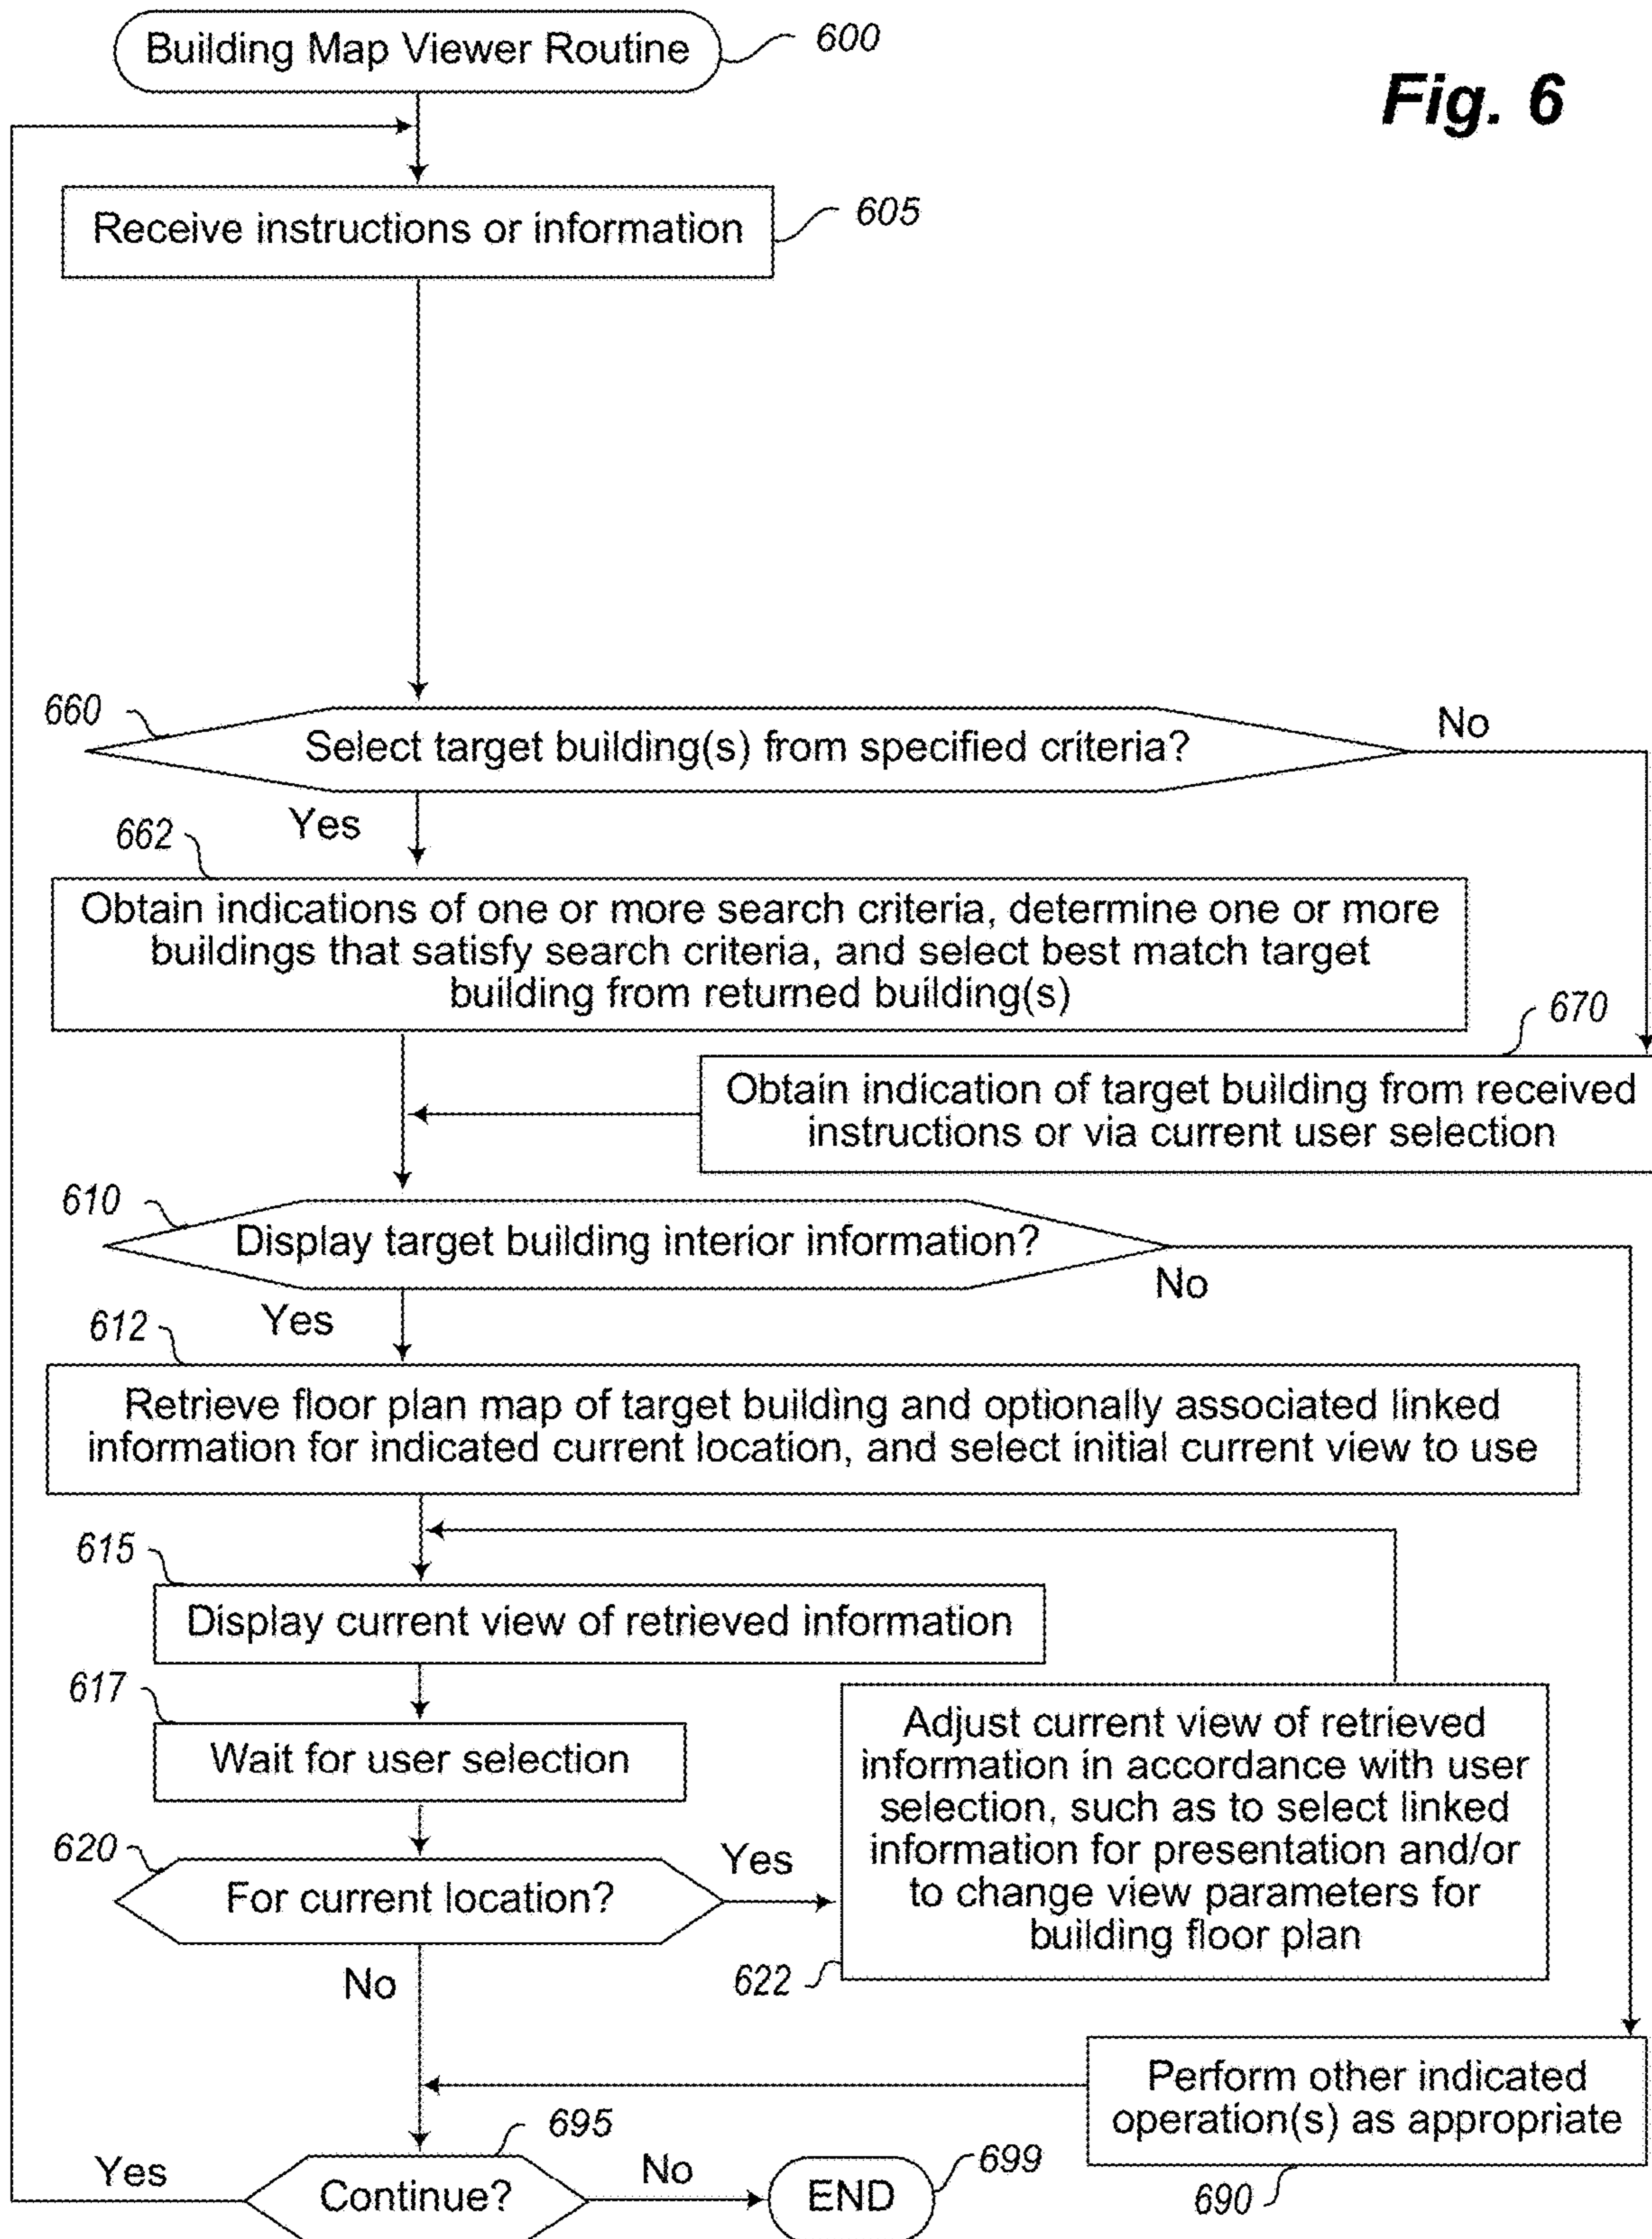 Building Map Viewer Routine
600
Fig. 6
Receive instructions or information
605
660
Select target building(s) from specified criteria?
No
Yes
662
Obtain indications of one or more search criteria, determine one or more
buildings that satisfy search criteria, and select best match target
building from returned building(s)
670
Obtain indication of target building from received
instructions or via current user selection
610
Display target building interior information?
No
Yes
612
Retrieve floor plan map of target building and optionally associated linked
information for indicated current location, and select initial current view to use
615
Display current view of retrieved information
617
Wait for user selection
620
For current location?
Yes
Adjust current view of retrieved
information in accordance with user
selection, such as to select linked
information for presentation and/or
to change view parameters for
building floor plan
622
No
Perform other indicated
operation(s) as appropriate
690
695
Yes
Continue?
No
END
699